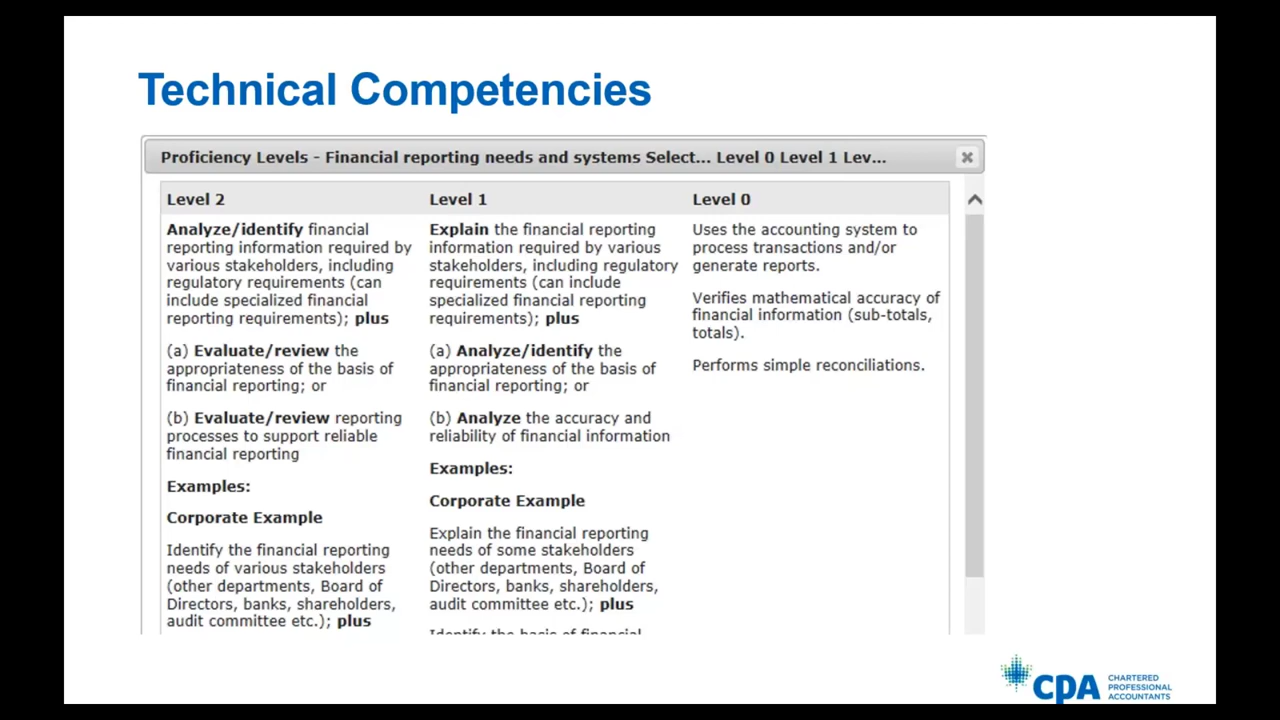 Technical Competencies
Proficiency Levels - Financial reporting needs and systems Select... Level 0 Level 1 Lev...
Level 2
Analyze/identify financial
reporting information required by
various stakeholders, including
regulatory requirements (can
include specialized financial
reporting requirements); plus
(a) Evaluate/review the
appropriateness of the basis of
financial reporting; or
(b) Evaluate/review reporting
processes to support reliable
financial reporting
Examples:
Corporate Example
Identify the financial reporting
needs of various stakeholders
(other departments, Board of
Directors, banks, shareholders,
audit committee etc.); plus
Level 1
Explain the financial reporting
information required by various
stakeholders, including regulatory
requirements (can include
specialized financial reporting
requirements); plus
(a) Analyze/identify the
appropriateness of the basis of
financial reporting; or
(b) Analyze the accuracy and
reliability of financial information
Examples:
Corporate Example
Explain the financial reporting
needs of some stakeholders
(other departments, Board of
Directors, banks, shareholders,
audit committee etc.); plus
Identify the basis of financial
Level 0
Uses the accounting system to
process transactions and/or
generate reports.
Verifies mathematical accuracy of
financial information (sub-totals,
totals).
Performs simple reconciliations.
CPA
CHARTERED
PROFESSIONAL
ACCOUNTANTS